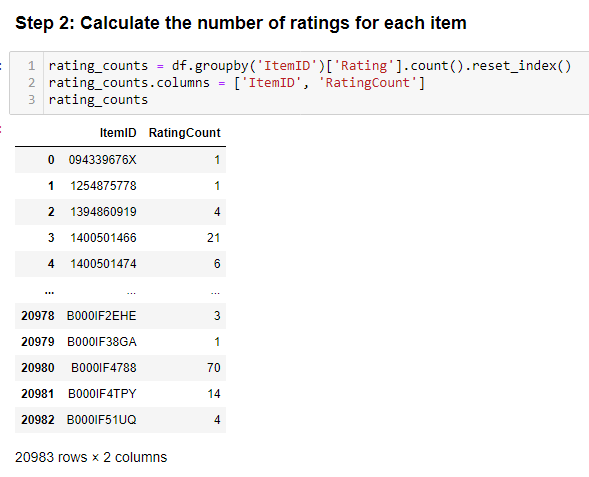 Step 2: Calculate the number of ratings for each item
1 rating_counts = df.groupby('ItemID')['Rating'].count().reset_index()
2 rating_counts.columns = ['ItemID', 'RatingCount']
3 rating_counts
ItemID RatingCount
0 094339676X 1
1 1254875778 1
2 1394860919 4
3 1400501466 21
4 1400501474 6
... ... ...
20978 B000IF2EHE 3
20979 B000IF38GA 1
20980 B000IF4788 70
20981 B000IF4TPY 14
20982 B000IF51UQ 4
20983 rows × 2 columns